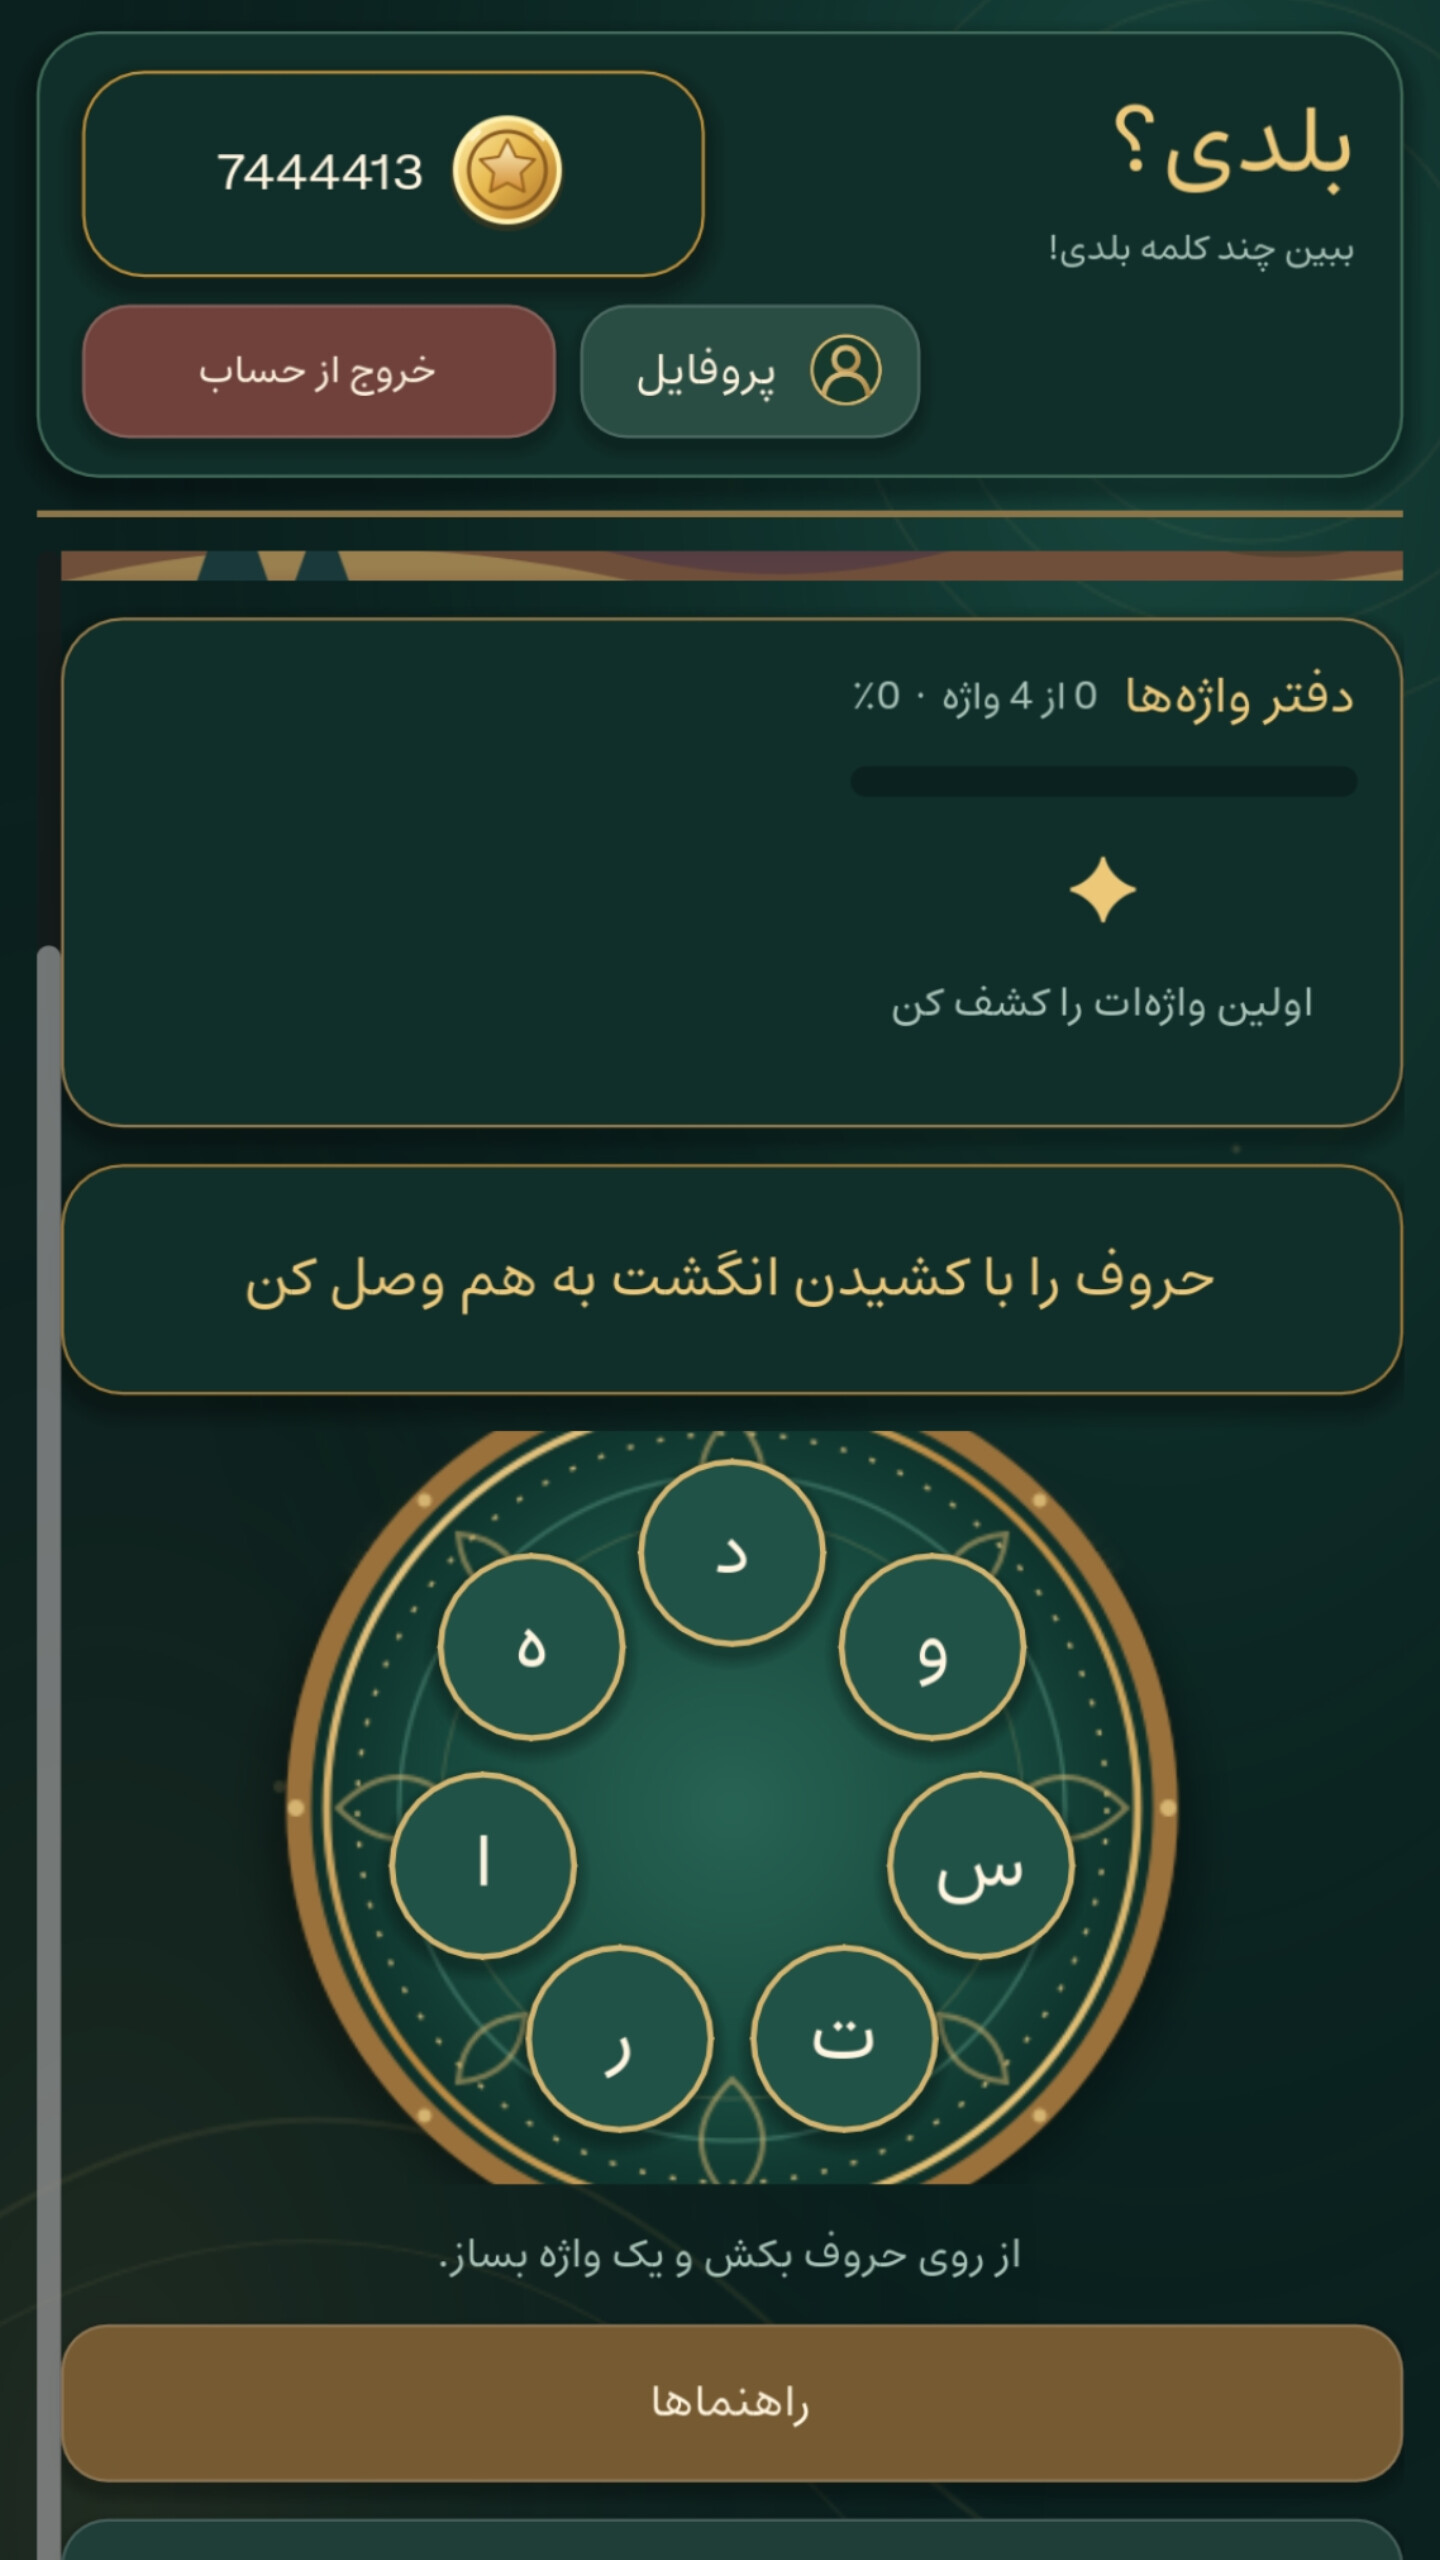 بلدی؟
7444413
ببین چند کلمه بلدی!
پروفایل
خروج از حساب
دفتر واژه‌ها 0 از 4 واژه · 0٪
اولین واژه‌ات را کشف کن
حروف را با کشیدن انگشت به هم وصل کن
د
و
ه
س
ا
ت
ر
از روی حروف بکش و یک واژه بساز.
راهنماها